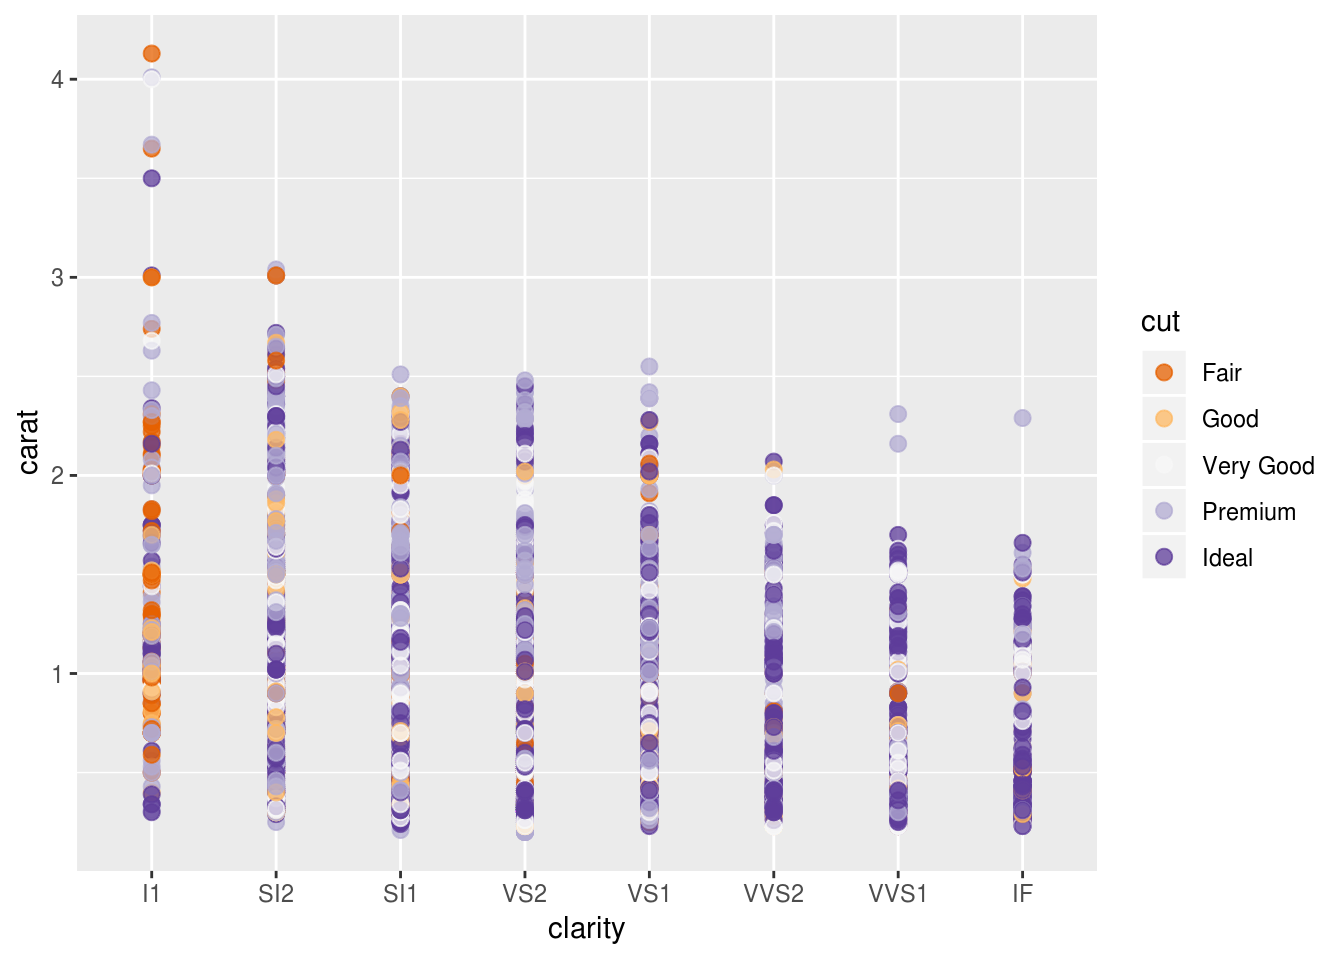 4
3
2
1
carat
I1 SI2 SI1 VS2 VS1 VVS2 VVS1 IF
clarity
cut
Fair
Good
Very Good
Premium
Ideal